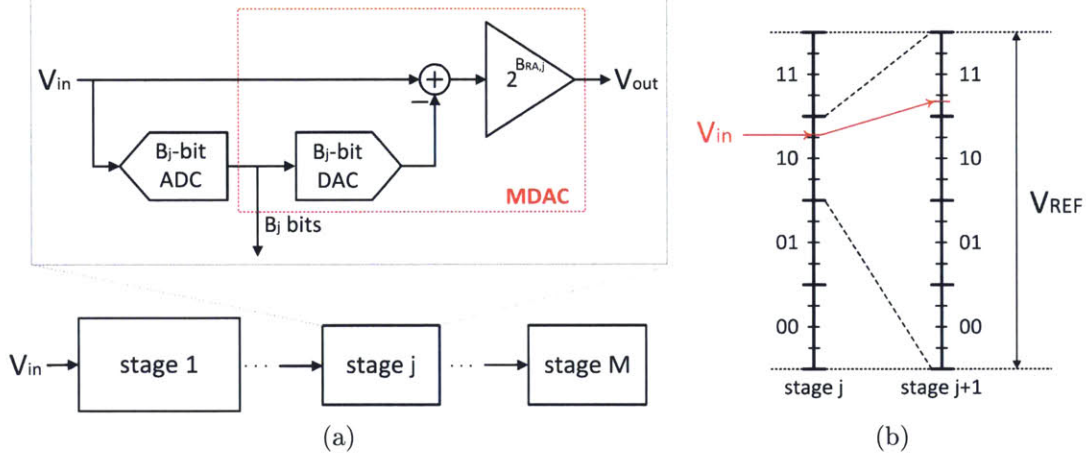 Vin
Bj-bit
ADC
Bj-bit
DAC
2^BRA,j
Vout
MDAC
Bj bits
Vin
stage 1
...
stage j
...
stage M
(a)
11
11
Vin
10
10
VREF
01
01
00
00
stage j
stage j+1
(b)